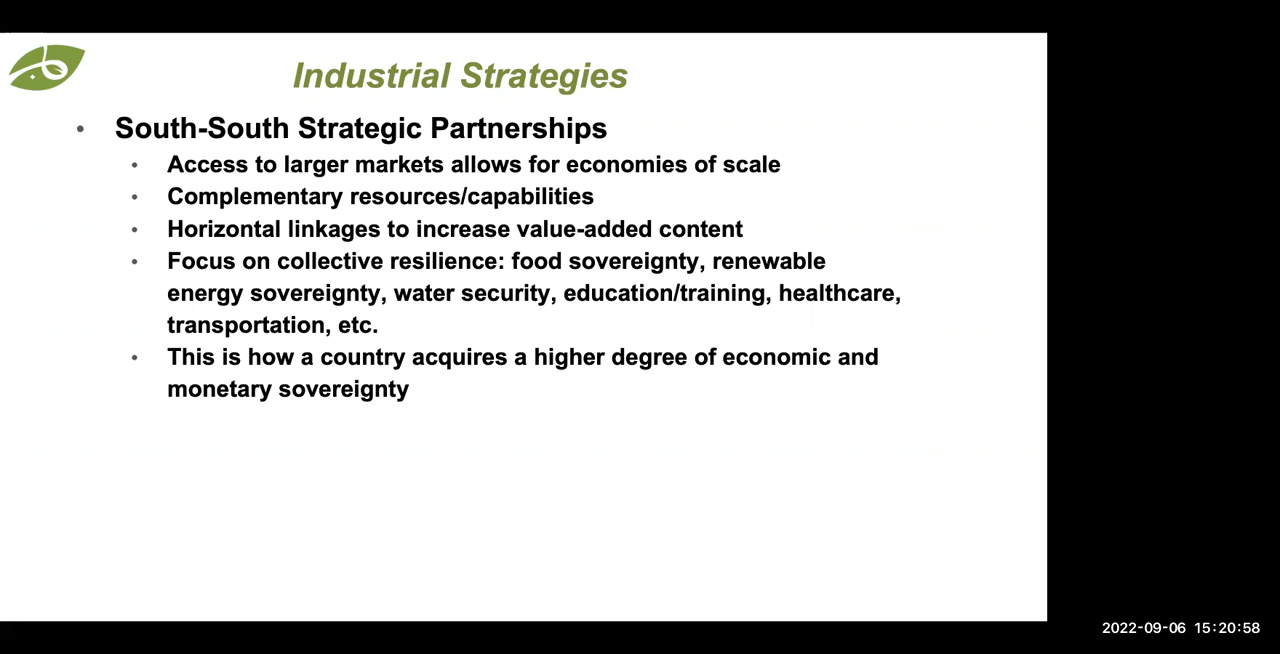 Industrial Strategies
• South-South Strategic Partnerships
• Access to larger markets allows for economies of scale
• Complementary resources/capabilities
• Horizontal linkages to increase value-added content
• Focus on collective resilience: food sovereignty, renewable
energy sovereignty, water security, education/training, healthcare,
transportation, etc.
• This is how a country acquires a higher degree of economic and
monetary sovereignty
2022-09-06 15:20:58